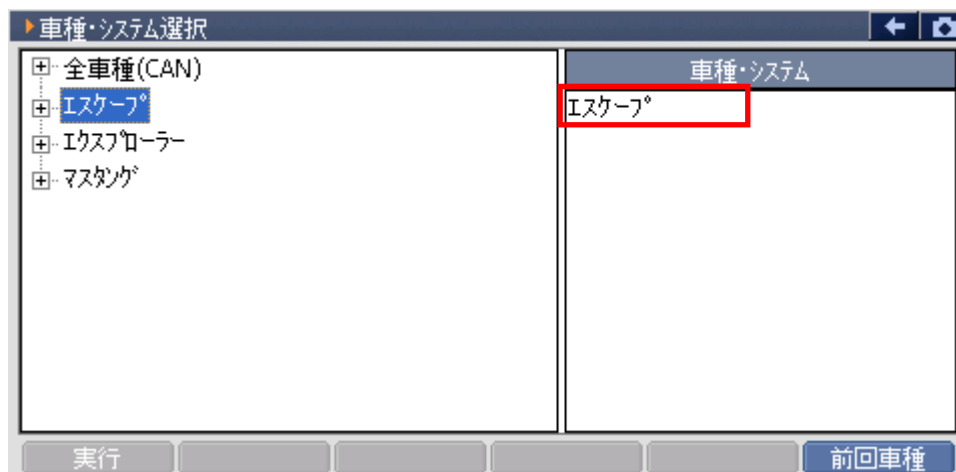 車種・ｼｽﾃﾑ選択
全車種(CAN)
ｴｽｹｰﾌﾟ
ｴｸｽﾌﾟﾛｰﾗｰ
ﾏｽﾀﾝｸﾞ
車種・ｼｽﾃﾑ
ｴｽｹｰﾌﾟ
実行
前回車種